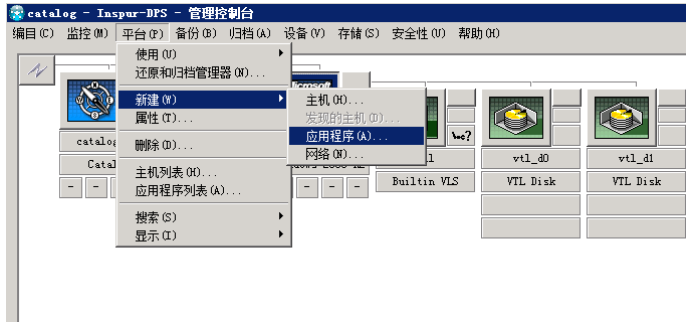 catalog - Inspur-DPS - 管理控制台
编目(C) 监控(M) 平台(P) 备份(B) 归档(A) 设备(V) 存储(S) 安全性(U) 帮助(H)
使用(U)
还原和归档管理器(N)...
新建(W)
属性(T)...
删除(D)...
主机列表(H)...
应用程序列表(A)...
搜索(S)
显示(I)
主机(H)...
发现的主机(D)...
应用程序(A)...
网络(N)...
catalog
Catal
Builtin VLS
vtl_d0
VTL Disk
vtl_d1
VTL Disk